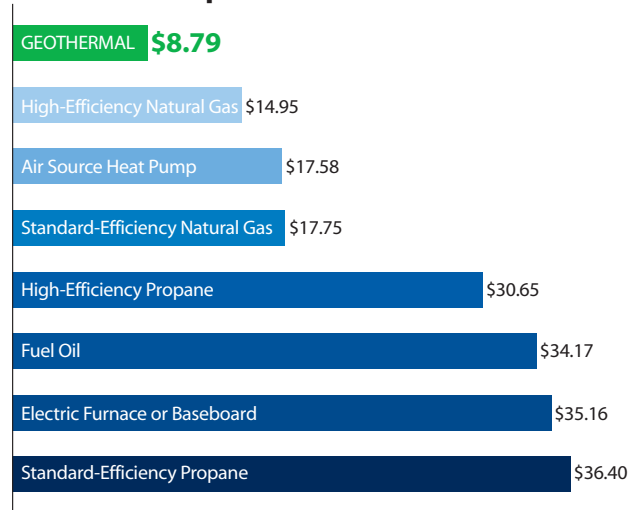 GEOTHERMAL $8.79
High-Efficiency Natural Gas $14.95
Air Source Heat Pump $17.58
Standard-Efficiency Natural Gas $17.75
High-Efficiency Propane $30.65
Fuel Oil $34.17
Electric Furnace or Baseboard $35.16
Standard-Efficiency Propane $36.40